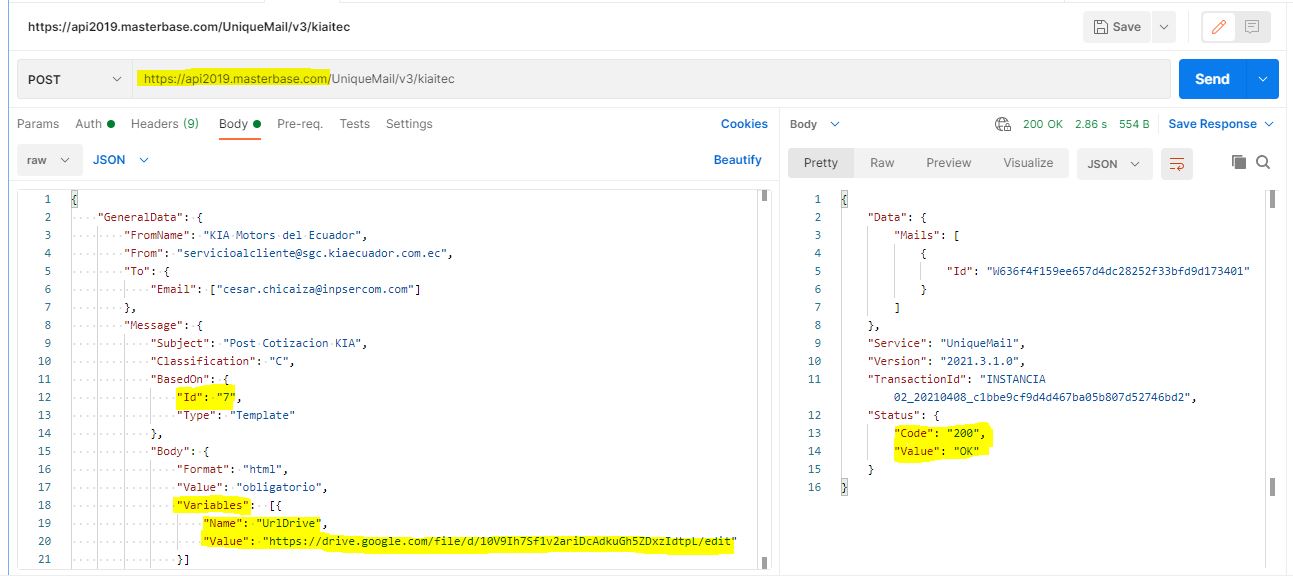 https://api2019.masterbase.com/UniqueMail/v3/kiaitec
Save
POST
https://api2019.masterbase.com/UniqueMail/v3/kiaitec
Send
Params Auth Headers (9) Body Pre-req. Tests Settings Cookies
raw JSON Beautify
1 {
2 "GeneralData": {
3 "FromName": "KIA Motors del Ecuador",
4 "From": "servicioalcliente@sgc.kiaecuador.com.ec",
5 "To": {
6 "Email": ["cesar.chicaiza@inpsercom.com"]
7 },
8 "Message": {
9 "Subject": "Post Cotizacion KIA",
10 "Classification": "C",
11 "BasedOn": {
12 "Id": "7",
13 "Type": "Template"
14 },
15 "Body": {
16 "Format": "html",
17 "Value": "obligatorio",
18 "Variables": [{
19 "Name": "UrlDrive",
20 "Value": "https://drive.google.com/file/d/10V9Ih7Sf1v2ariDcAdkuGh5ZDxzIdtpL/edit"
21 }]
Body 200 OK 2.86 s 554 B Save Response
Pretty Raw Preview Visualize JSON
1 {
2 "Data": {
3 "Mails": [
4 {
5 "Id": "W636f4f159ee657d4dc28252f33bfd9d173401"
6 }
7 ]
8 },
9 "Service": "UniqueMail",
10 "Version": "2021.3.1.0",
11 "TransactionId": "INSTANCIA
02_20210408_c1bbe9cf9d4d467ba05b807d52746bd2",
12 "Status": {
13 "Code": "200",
14 "Value": "OK"
15 }
16 }